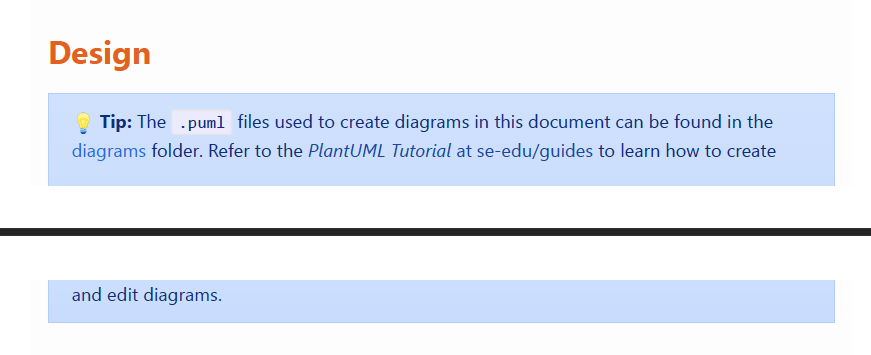 Design
💡 Tip: The .puml files used to create diagrams in this document can be found in the
diagrams folder. Refer to the PlantUML Tutorial at se-edu/guides to learn how to create
and edit diagrams.